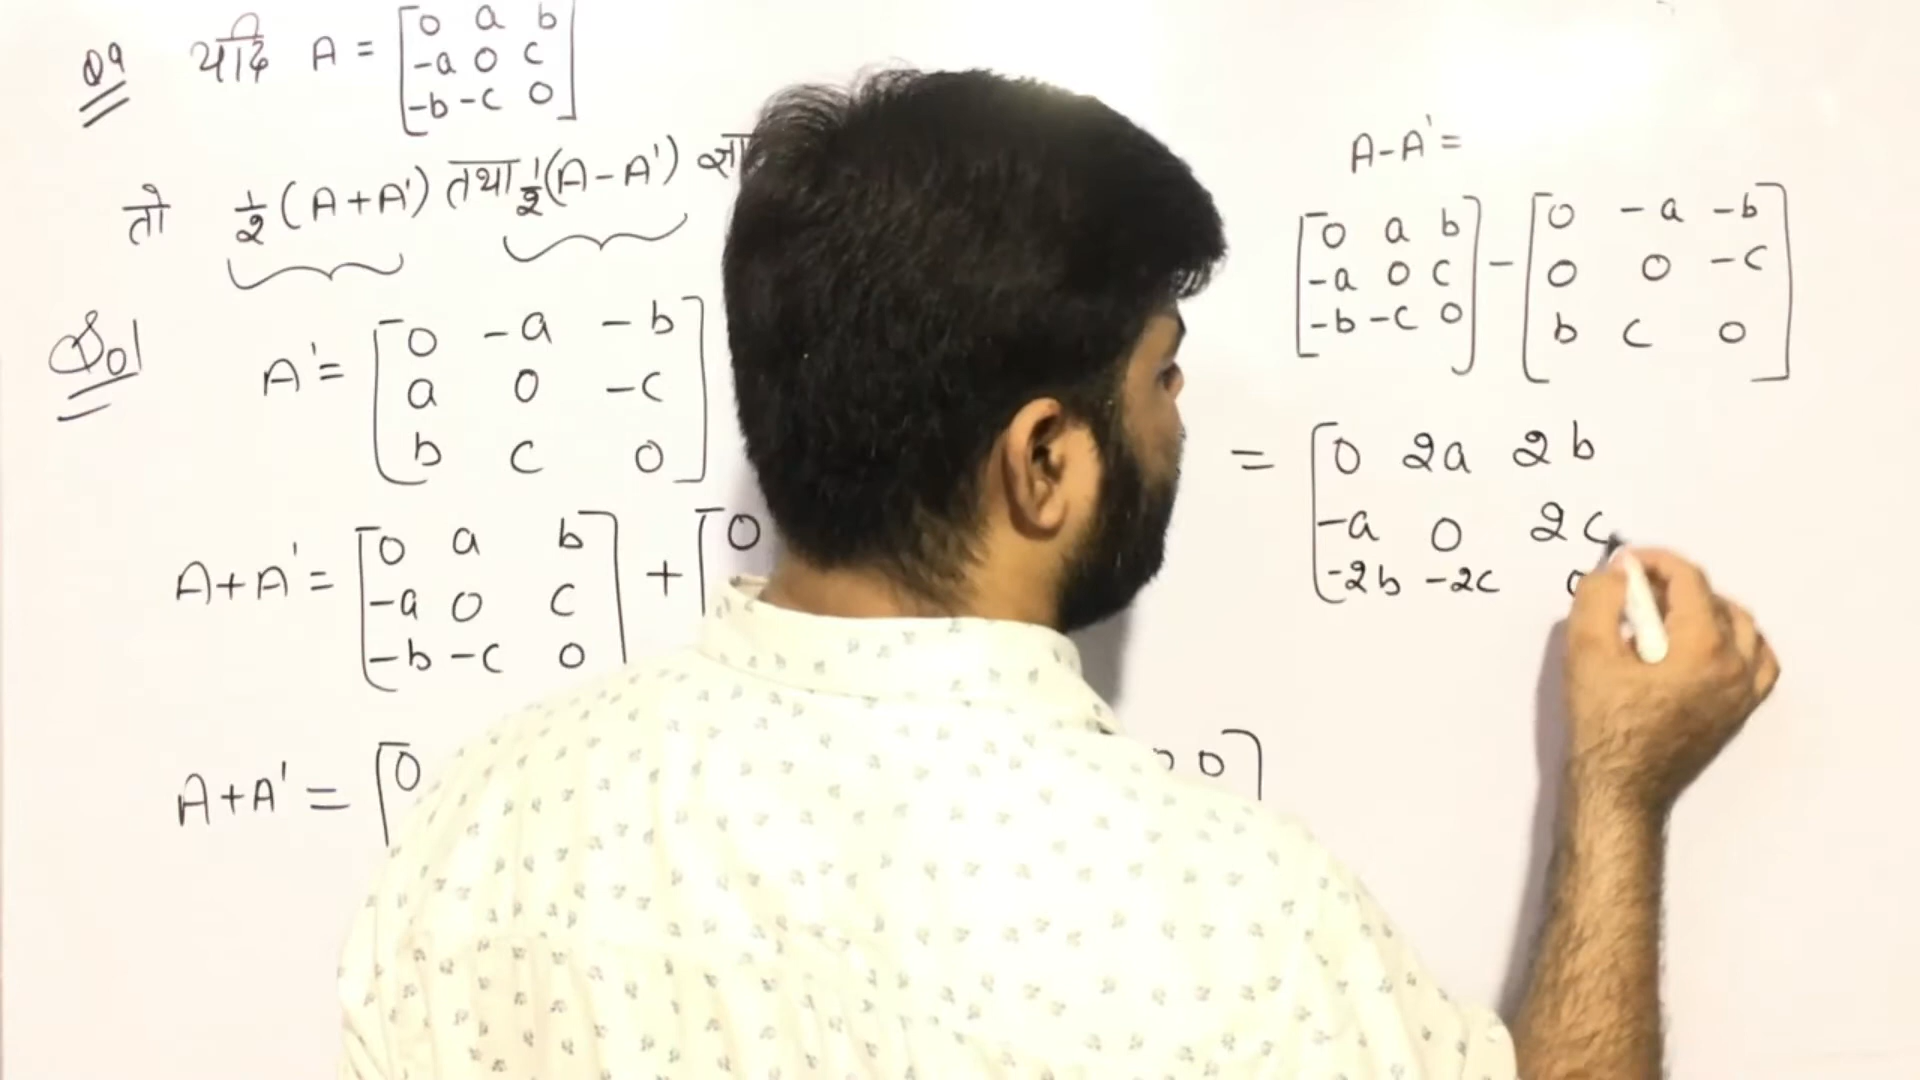 Q9 यदि A = [0 a b
-a 0 c
-b -c 0]
तो 1/2 (A+A') तथा 1/2 (A-A')
Sol A' = [0 -a -b
a 0 -c
b c 0]
A+A' = [0 a b
-a 0 c
-b -c 0] + [0
A+A' = [0
0]
A-A' =
[0 a b
-a 0 c
-b -c 0] - [0 -a -b
0 0 -c
b c 0]
= [0 2a 2b
-a 0 2c
-2b -2c